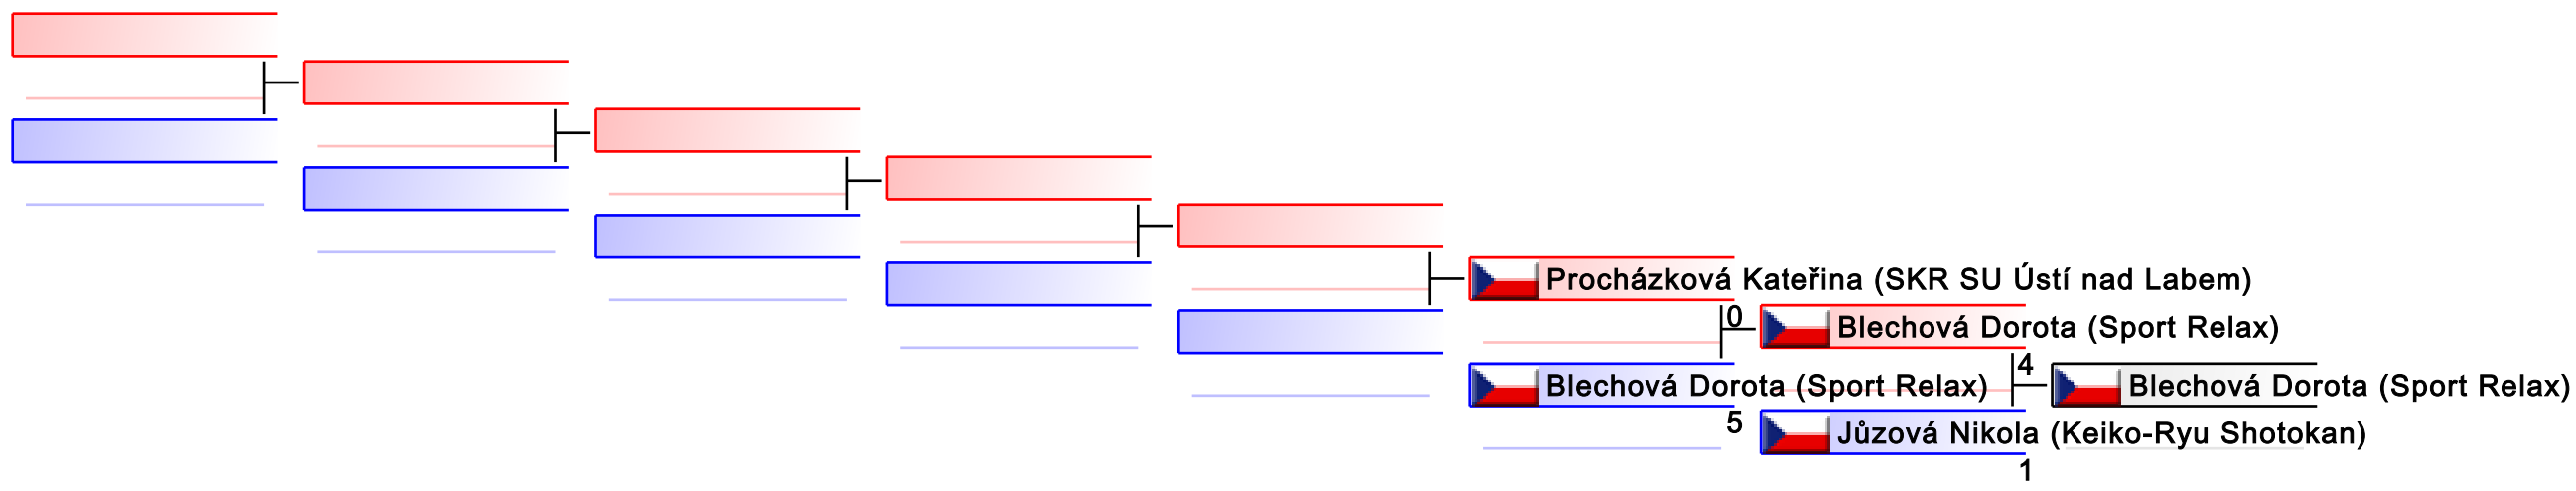 Procházková Kateřina (SKR SU Ústí nad Labem)
0
Blechová Dorota (Sport Relax)
4
Blechová Dorota (Sport Relax)
Blechová Dorota (Sport Relax)
5
Jůzová Nikola (Keiko-Ryu Shotokan)
1